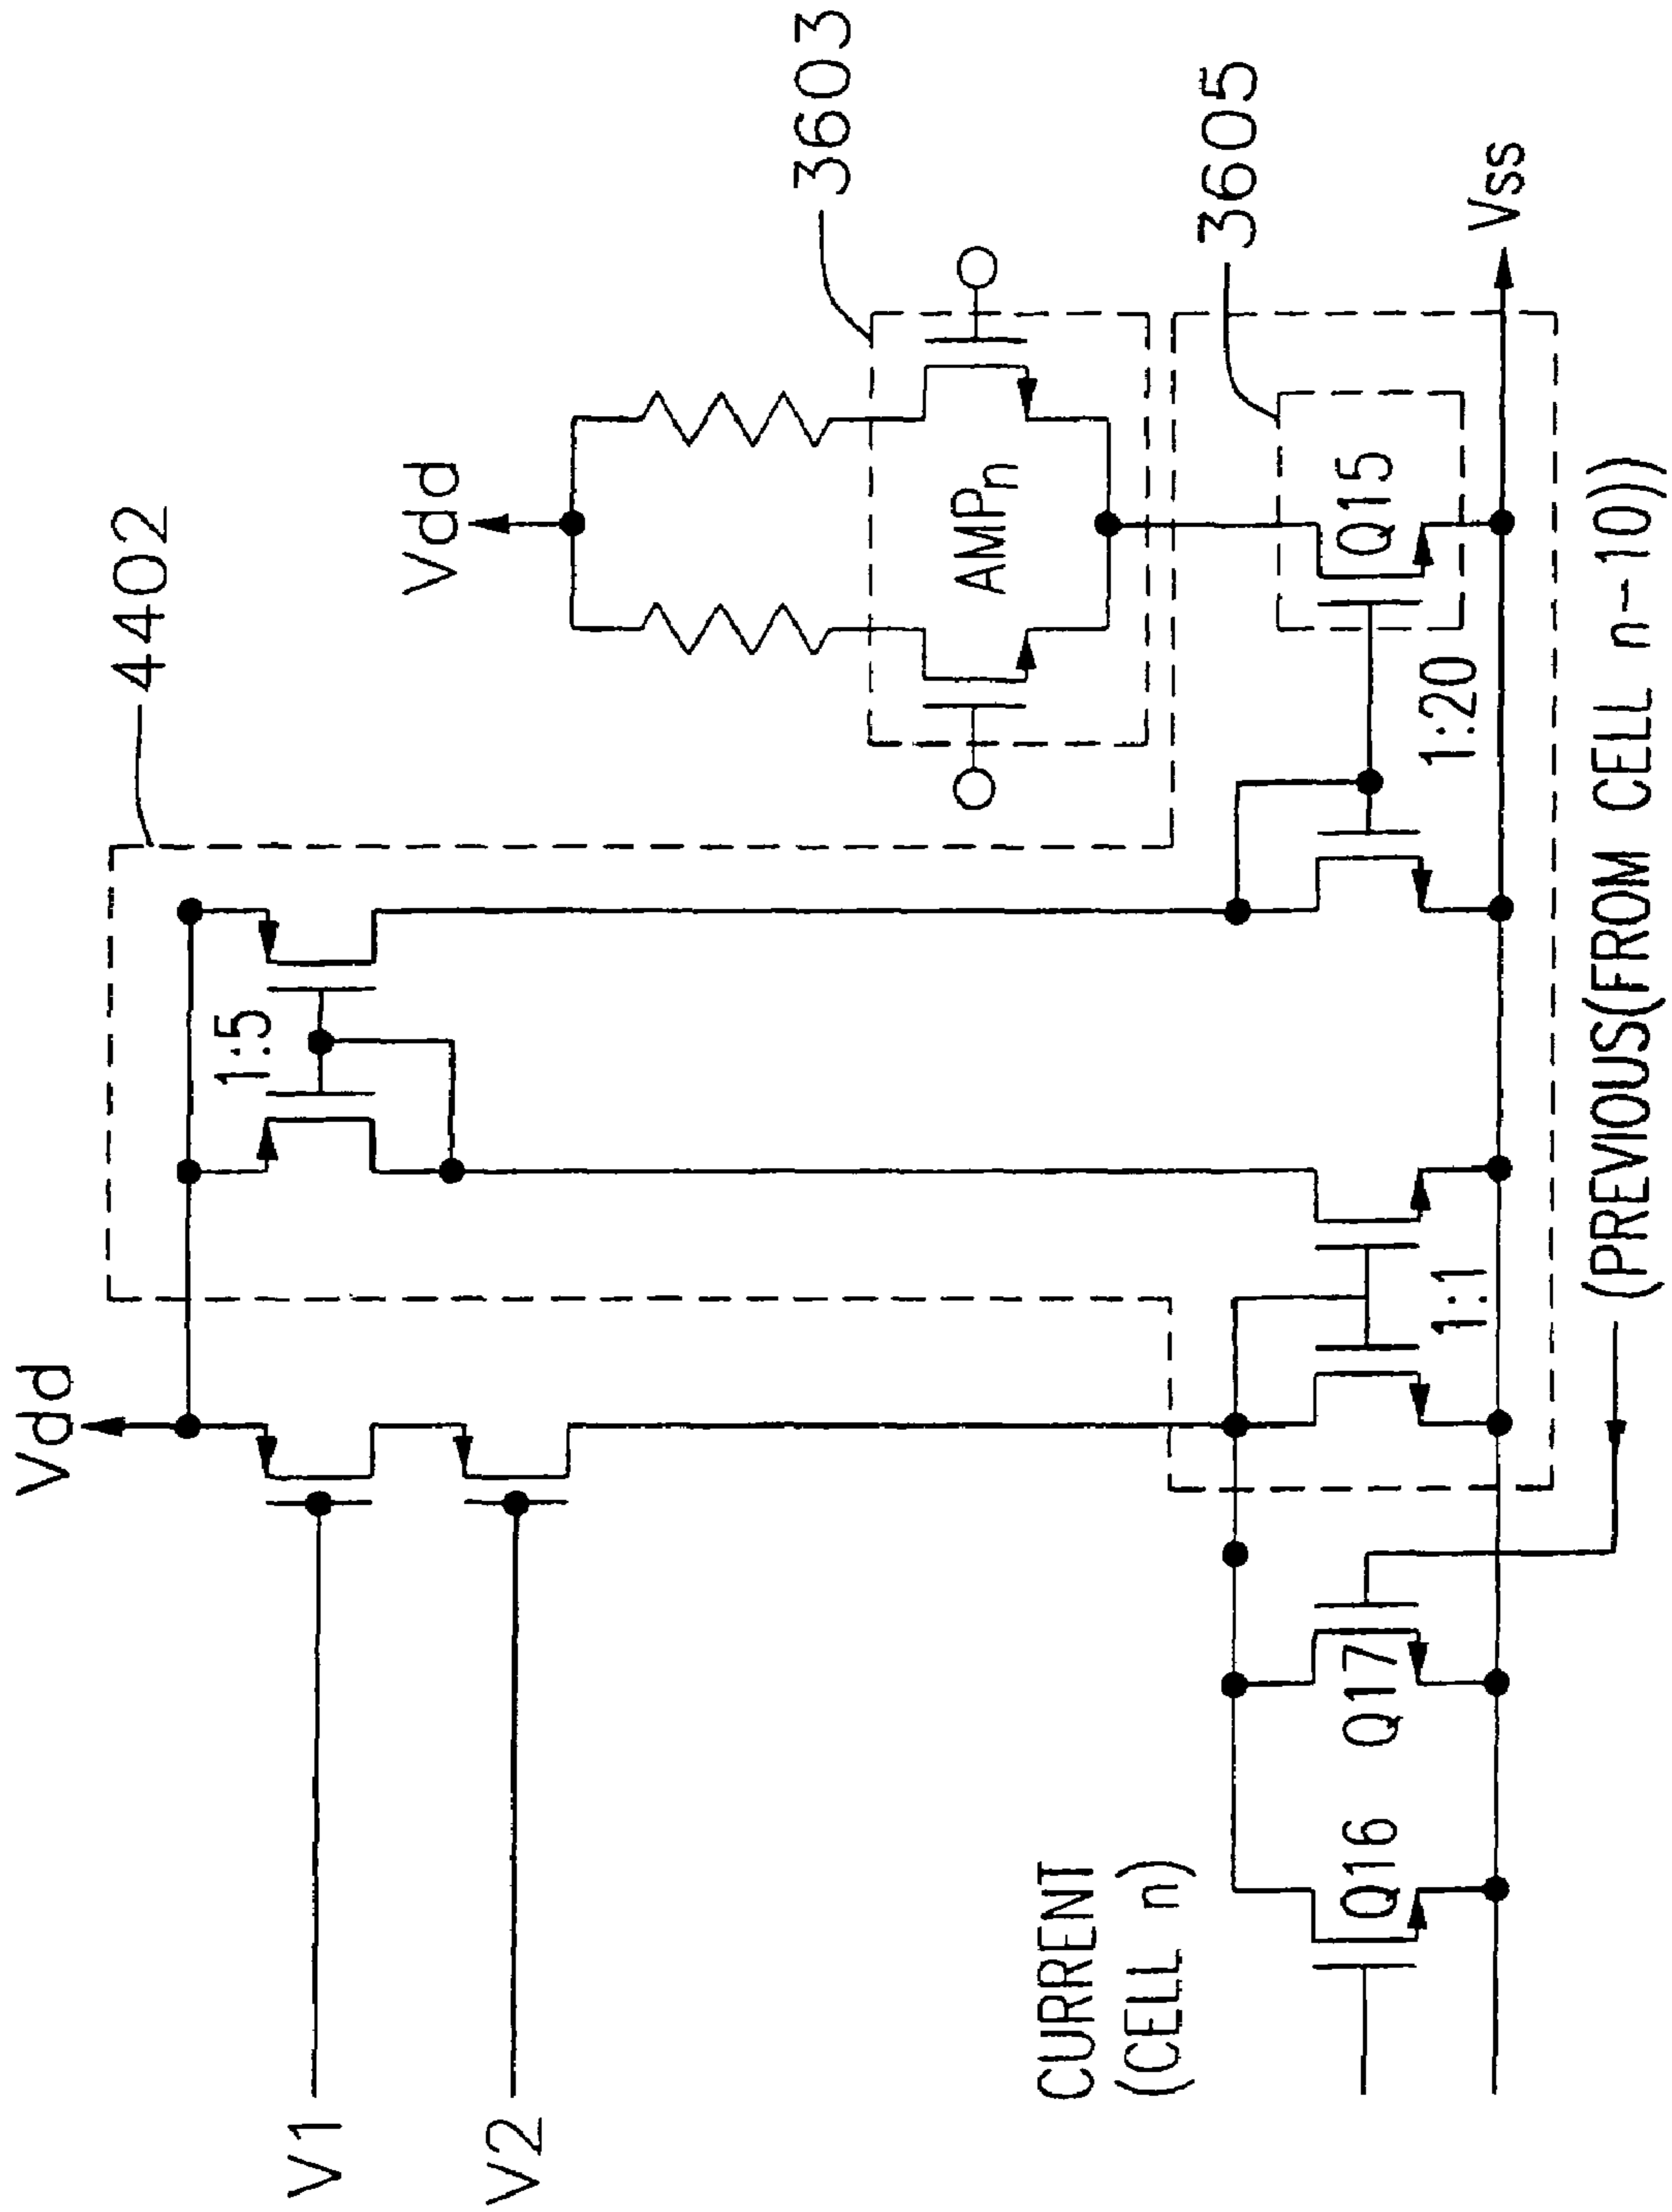 4402
Vdd
Vdd
3603
V1
1:5
V2
AMPn
3605
CURRENT
(CELL n)
Q16
Q17
1:1
1:20
Q15
Vss
(PREVIOUS(FROM CELL n-10))